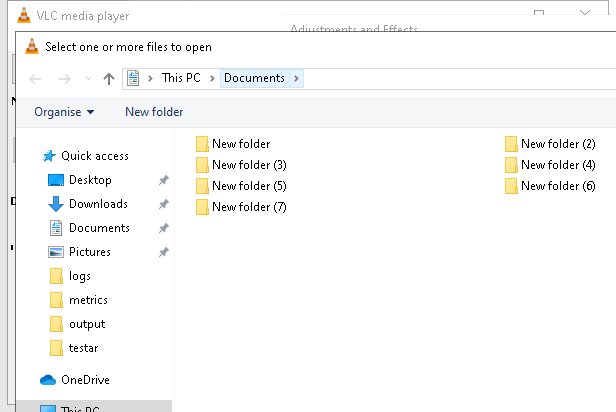 VLC media player
Adjustments and Effects
Select one or more files to open
This PC > Documents >
Organise New folder
Quick access
Desktop
Downloads
Documents
Pictures
logs
metrics
output
testar
OneDrive
This PC
New folder New folder (2)
New folder (3) New folder (4)
New folder (5) New folder (6)
New folder (7)